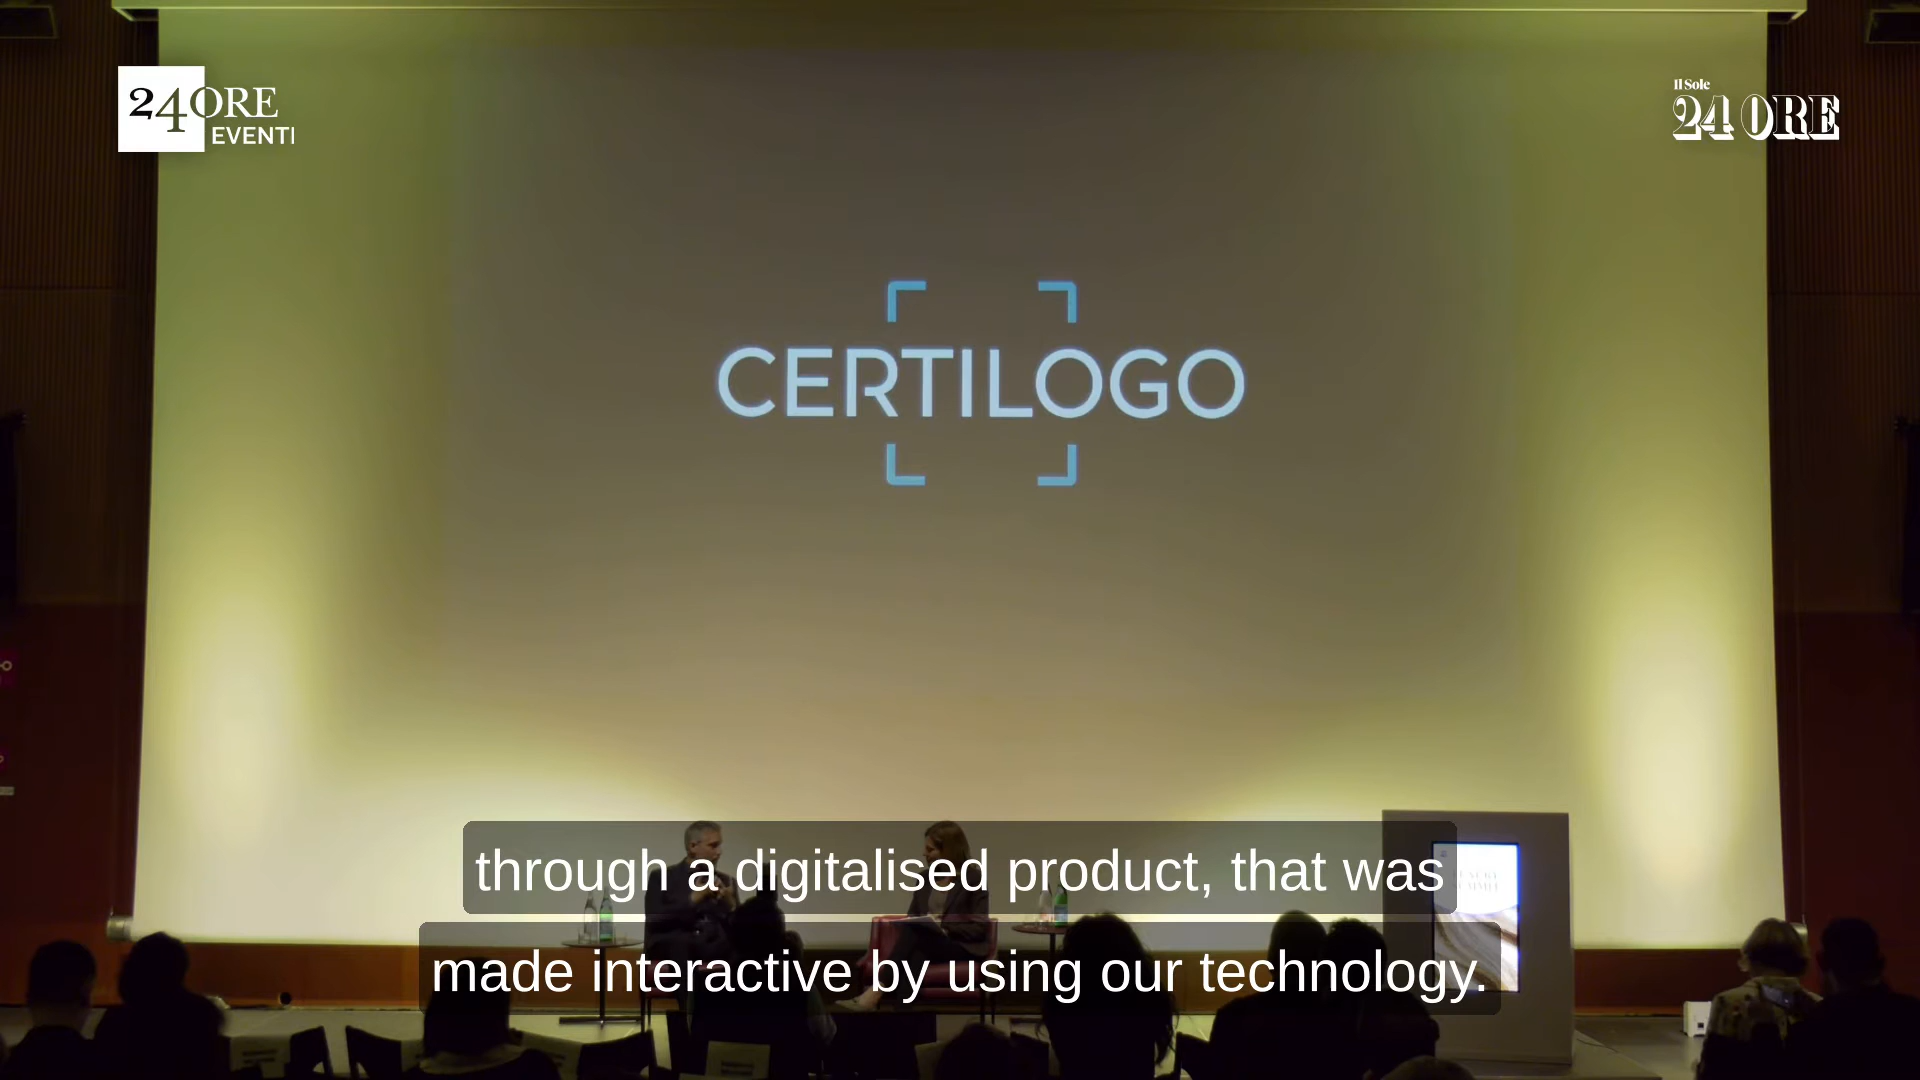 24ORE
EVENTI
Il Sole
24 ORE
CERTILOGO
through a digitalised product, that was
made interactive by using our technology.